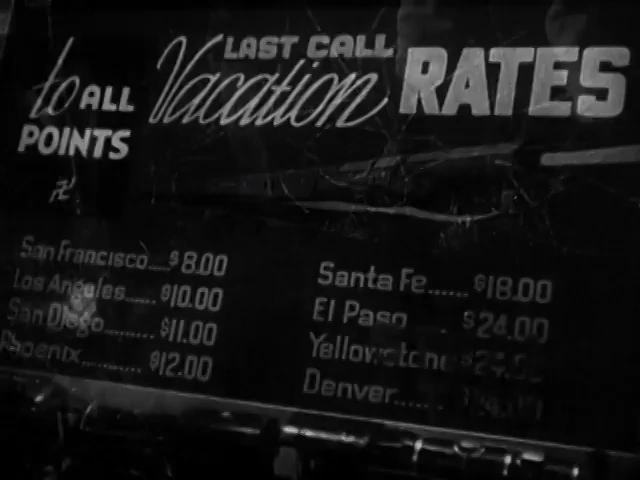 to ALL POINTS
LAST CALL
Vacation RATES
San Francisco....$8.00
Los Angeles......$10.00
San Diego.........$11.00
Phoenix...........$12.00
Santa Fe......$18.00
El Paso $24.00
Yellowstone
Denver......